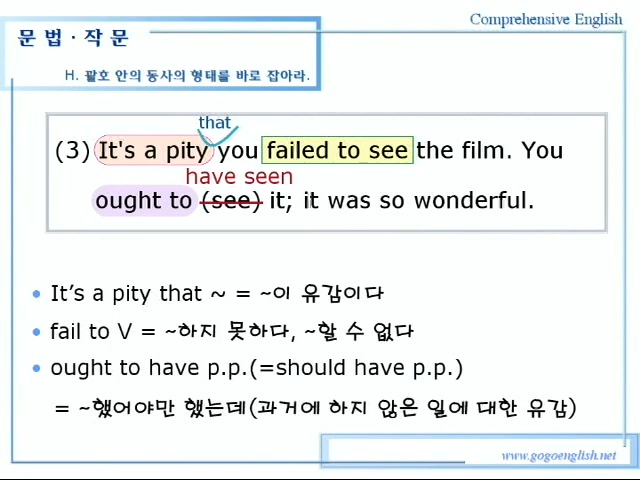 Comprehensive English
문법·작문
H. 괄호 안의 동사의 형태를 바로 잡아라.
that
(3) It's a pity you failed to see the film. You
have seen
ought to (see) it; it was so wonderful.
• It's a pity that ~ = ~이 유감이다
• fail to V = ~하지 못하다, ~할 수 없다
• ought to have p.p.(=should have p.p.)
= ~했어야만 했는데(과거에 하지 않은 일에 대한 유감)
www.gogoenglish.net